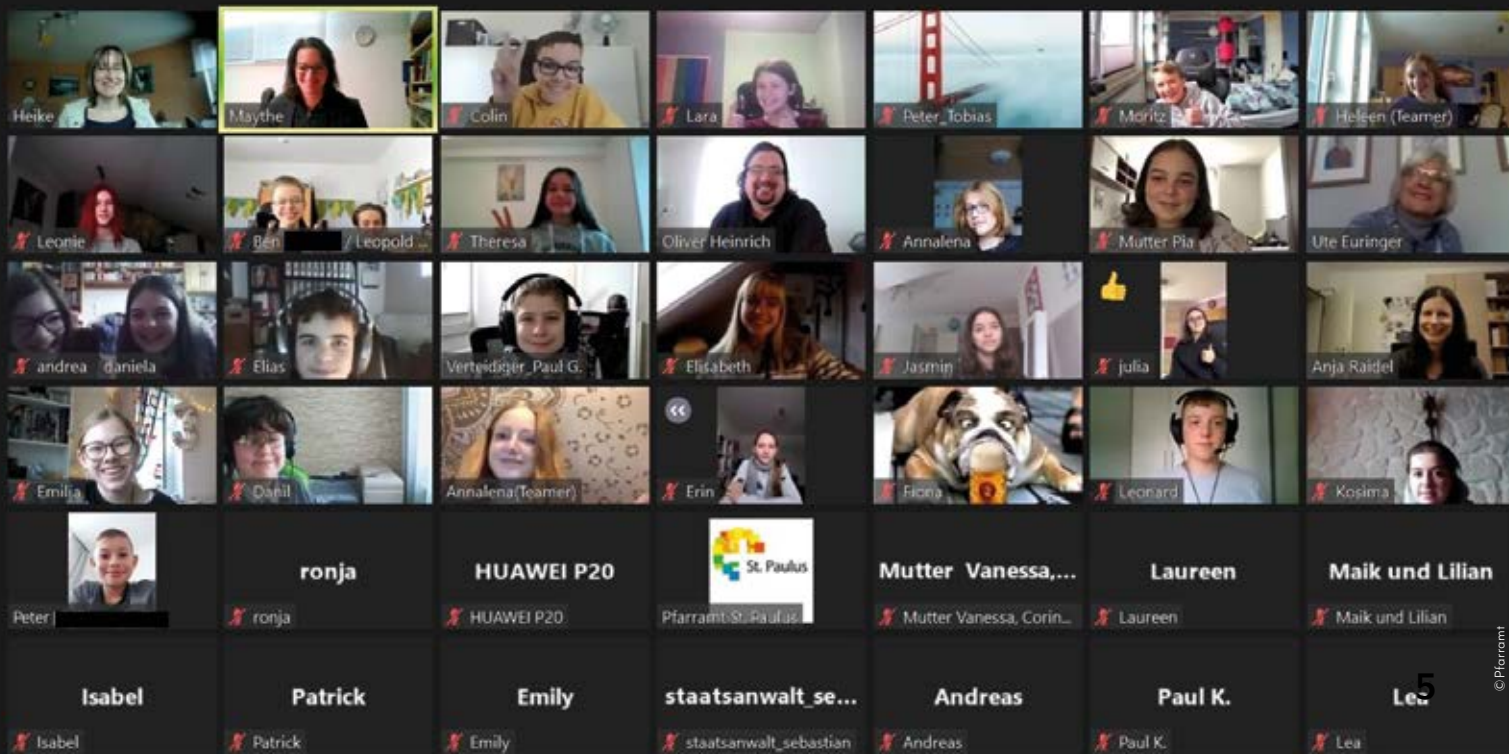 Heike
Maythe
Colin
Lara
Peter_Tobias
Moritz
Heleen (Teamer)
Leonie
Ben / Leopold ...
Theresa
Oliver Heinrich
Annalena
Mutter Pia
Ute Euringer
andrea daniela
Elias
Verteidiger_Paul G.
Elisabeth
Jasmin
julia
Anja Raidel
Emilia
Danil
Annalena(Teamer)
Erin
Fiona
Leonard
Kosima
Peter
ronja
ronja
HUAWEI P20
HUAWEI P20
St. Paulus
Pfarramt St. Paulus
Mutter Vanessa,...
Mutter Vanessa, Corin...
Laureen
Laureen
Maik und Lilian
Maik und Lilian
Isabel
Isabel
Patrick
Patrick
Emily
Emily
staatsanwalt_se...
staatsanwalt_sebastian
Andreas
Andreas
Paul K.
Paul K.
Lea
Lea
5
© Pfarramt